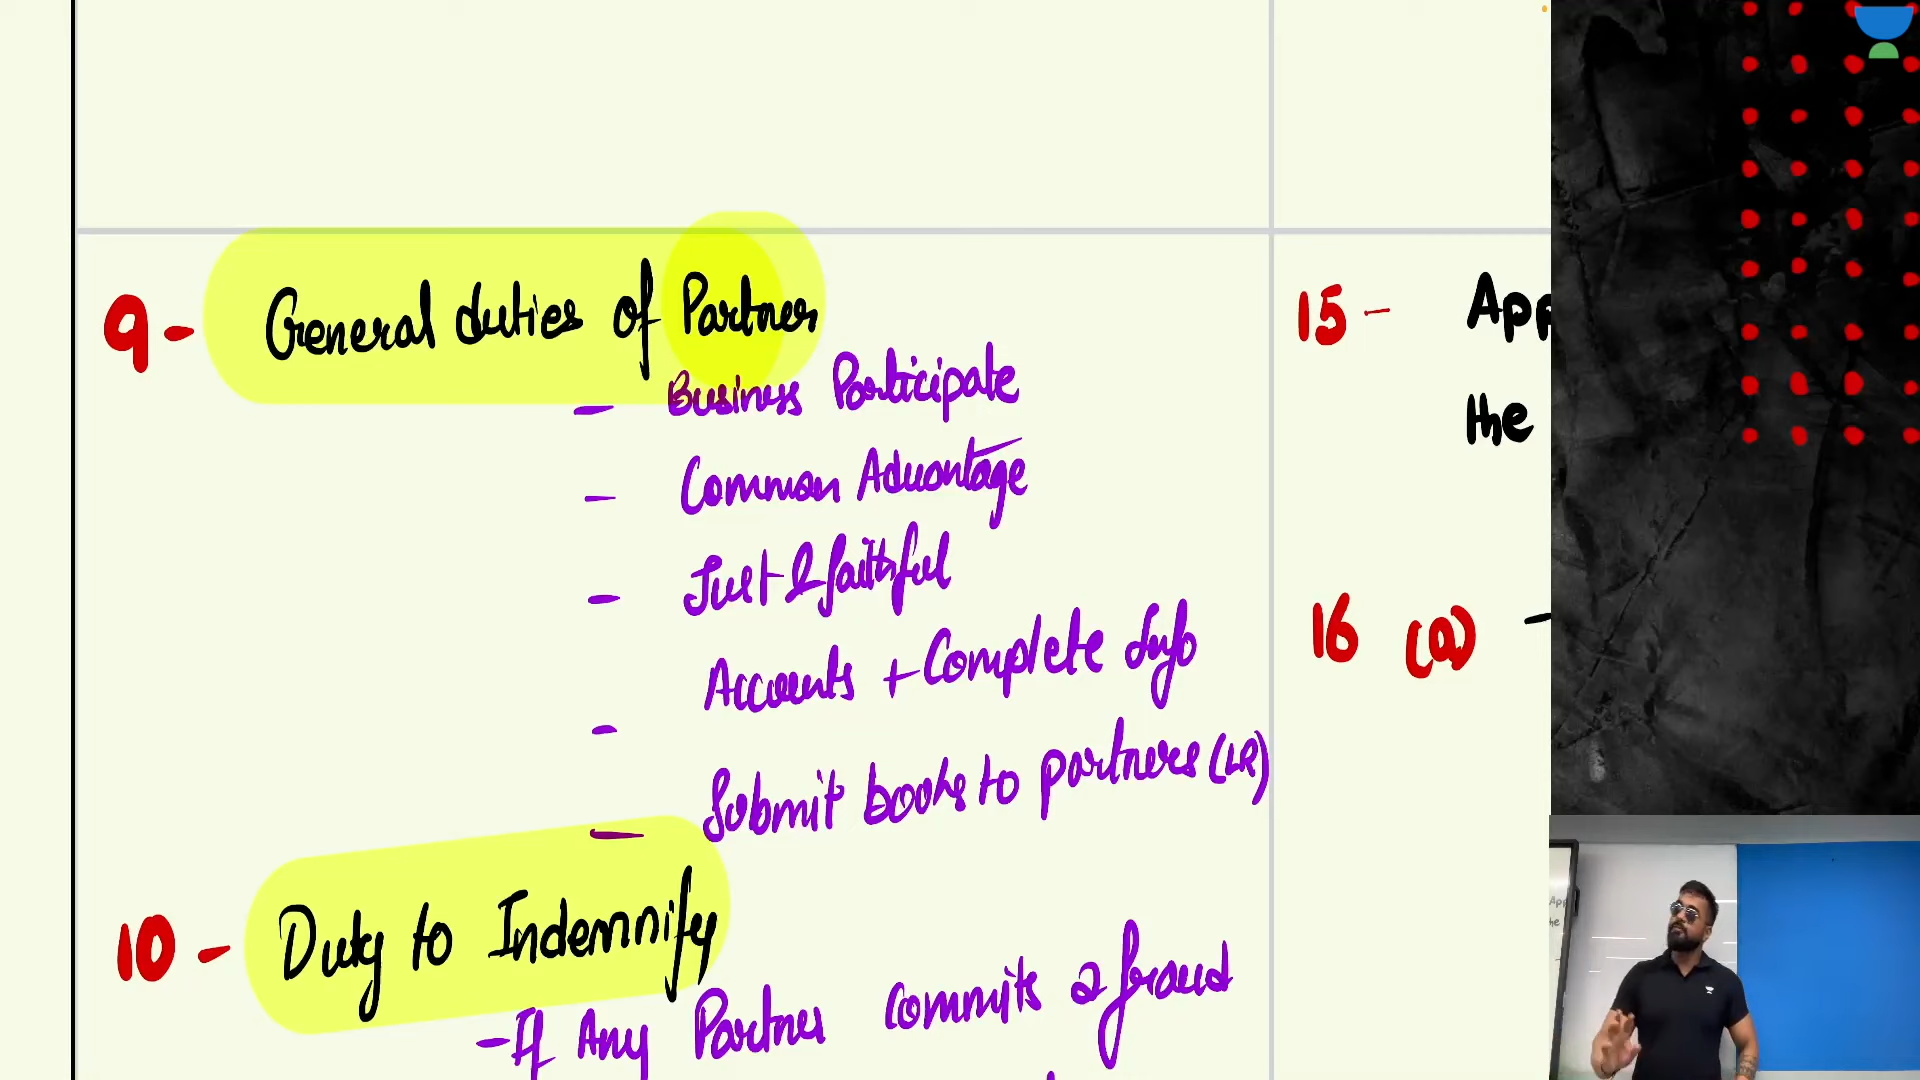 9- General duties of Partner
- Business Participate
- Common Advantage
- Just & faithful
- Accounts + Complete Info
- Submit books to partners (LR)
10 - Duty to Indemnify
- If Any Partner commits a fraud
15 - App
the
16 (a) -